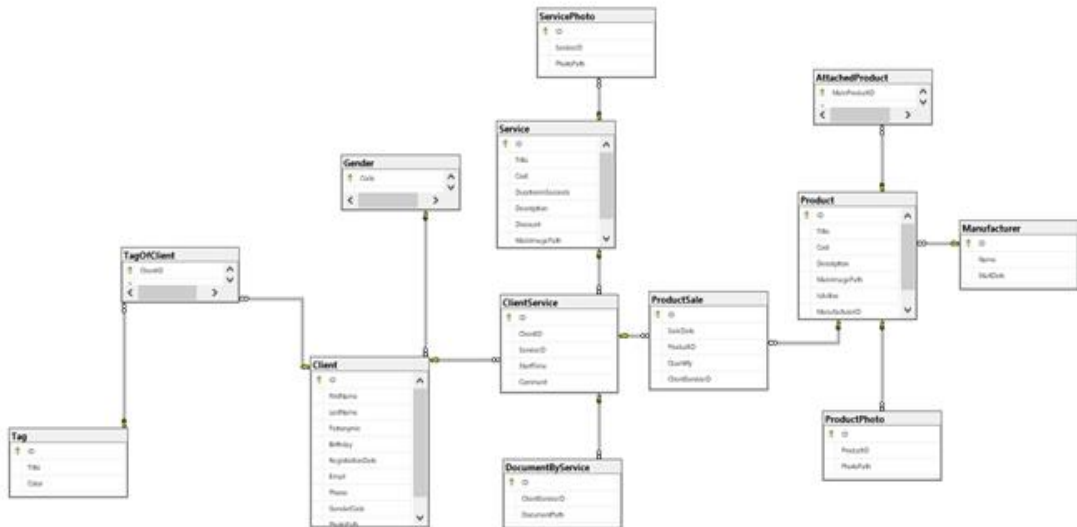 ServicePhoto
ID
ServiceID
PhotoPath
AttachedProduct
MainProductID
Service
ID
Title
Cost
DurationInSeconds
Description
Discount
MainImagePath
Gender
Code
Product
ID
Title
Cost
Description
MainImagePath
IsActive
ManufacturerID
Manufacturer
ID
Name
StartDate
TagOfClient
ClientID
ClientService
ID
ClientID
ServiceID
StartTime
Comment
ProductSale
ID
SaleDate
ProductID
Quantity
ClientServiceID
Client
ID
FirstName
LastName
Patronymic
Birthday
RegistrationDate
Email
Phone
GenderCode
PhotoPath
Tag
ID
Title
Color
DocumentByService
ID
ClientServiceID
DocumentPath
ProductPhoto
ID
ProductID
PhotoPath